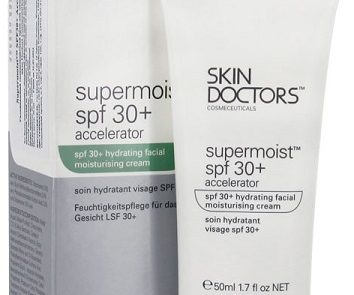 supermoist
spf 30+
accelerator
spf 30+ hydrating facial
moisturising cream
soin hydratant visage SPF
Feuchtigkeitspflege für das
Gesicht LSF 30+
SKIN
DOCTORS™
COSMECEUTICALS
supermoist™
spf 30+
accelerator
spf 30+ hydrating facial
moisturising cream
soin hydratant
visage spf 30+
℮50ml 1.7 fl oz NET